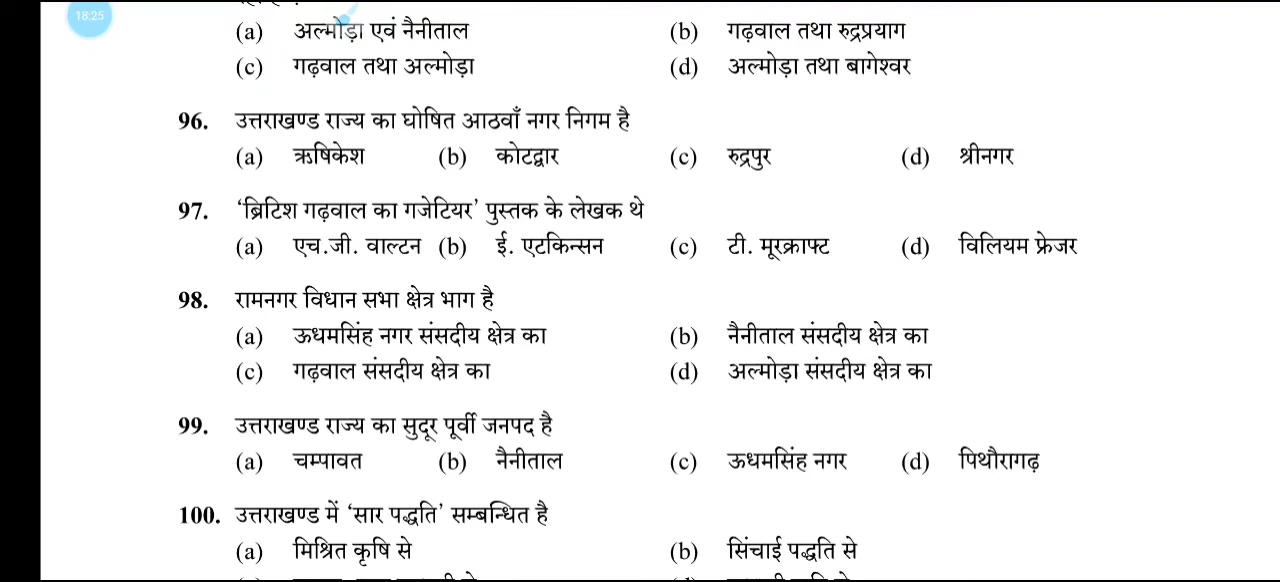 18:25
(a) अल्मोड़ा एवं नैनीताल (b) गढ़वाल तथा रुद्रप्रयाग
(c) गढ़वाल तथा अल्मोड़ा (d) अल्मोड़ा तथा बागेश्वर
96. उत्तराखण्ड राज्य का घोषित आठवाँ नगर निगम है
(a) ऋषिकेश (b) कोटद्वार (c) रुद्रपुर (d) श्रीनगर
97. ‘ब्रिटिश गढ़वाल का गजेटियर’ पुस्तक के लेखक थे
(a) एच.जी. वाल्टन (b) ई. एटकिन्सन (c) टी. मूरक्राफ्ट (d) विलियम फ्रेजर
98. रामनगर विधान सभा क्षेत्र भाग है
(a) ऊधमसिंह नगर संसदीय क्षेत्र का (b) नैनीताल संसदीय क्षेत्र का
(c) गढ़वाल संसदीय क्षेत्र का (d) अल्मोड़ा संसदीय क्षेत्र का
99. उत्तराखण्ड राज्य का सुदूर पूर्वी जनपद है
(a) चम्पावत (b) नैनीताल (c) ऊधमसिंह नगर (d) पिथौरागढ़
100. उत्तराखण्ड में ‘सार पद्धति’ सम्बन्धित है
(a) मिश्रित कृषि से (b) सिंचाई पद्धति से